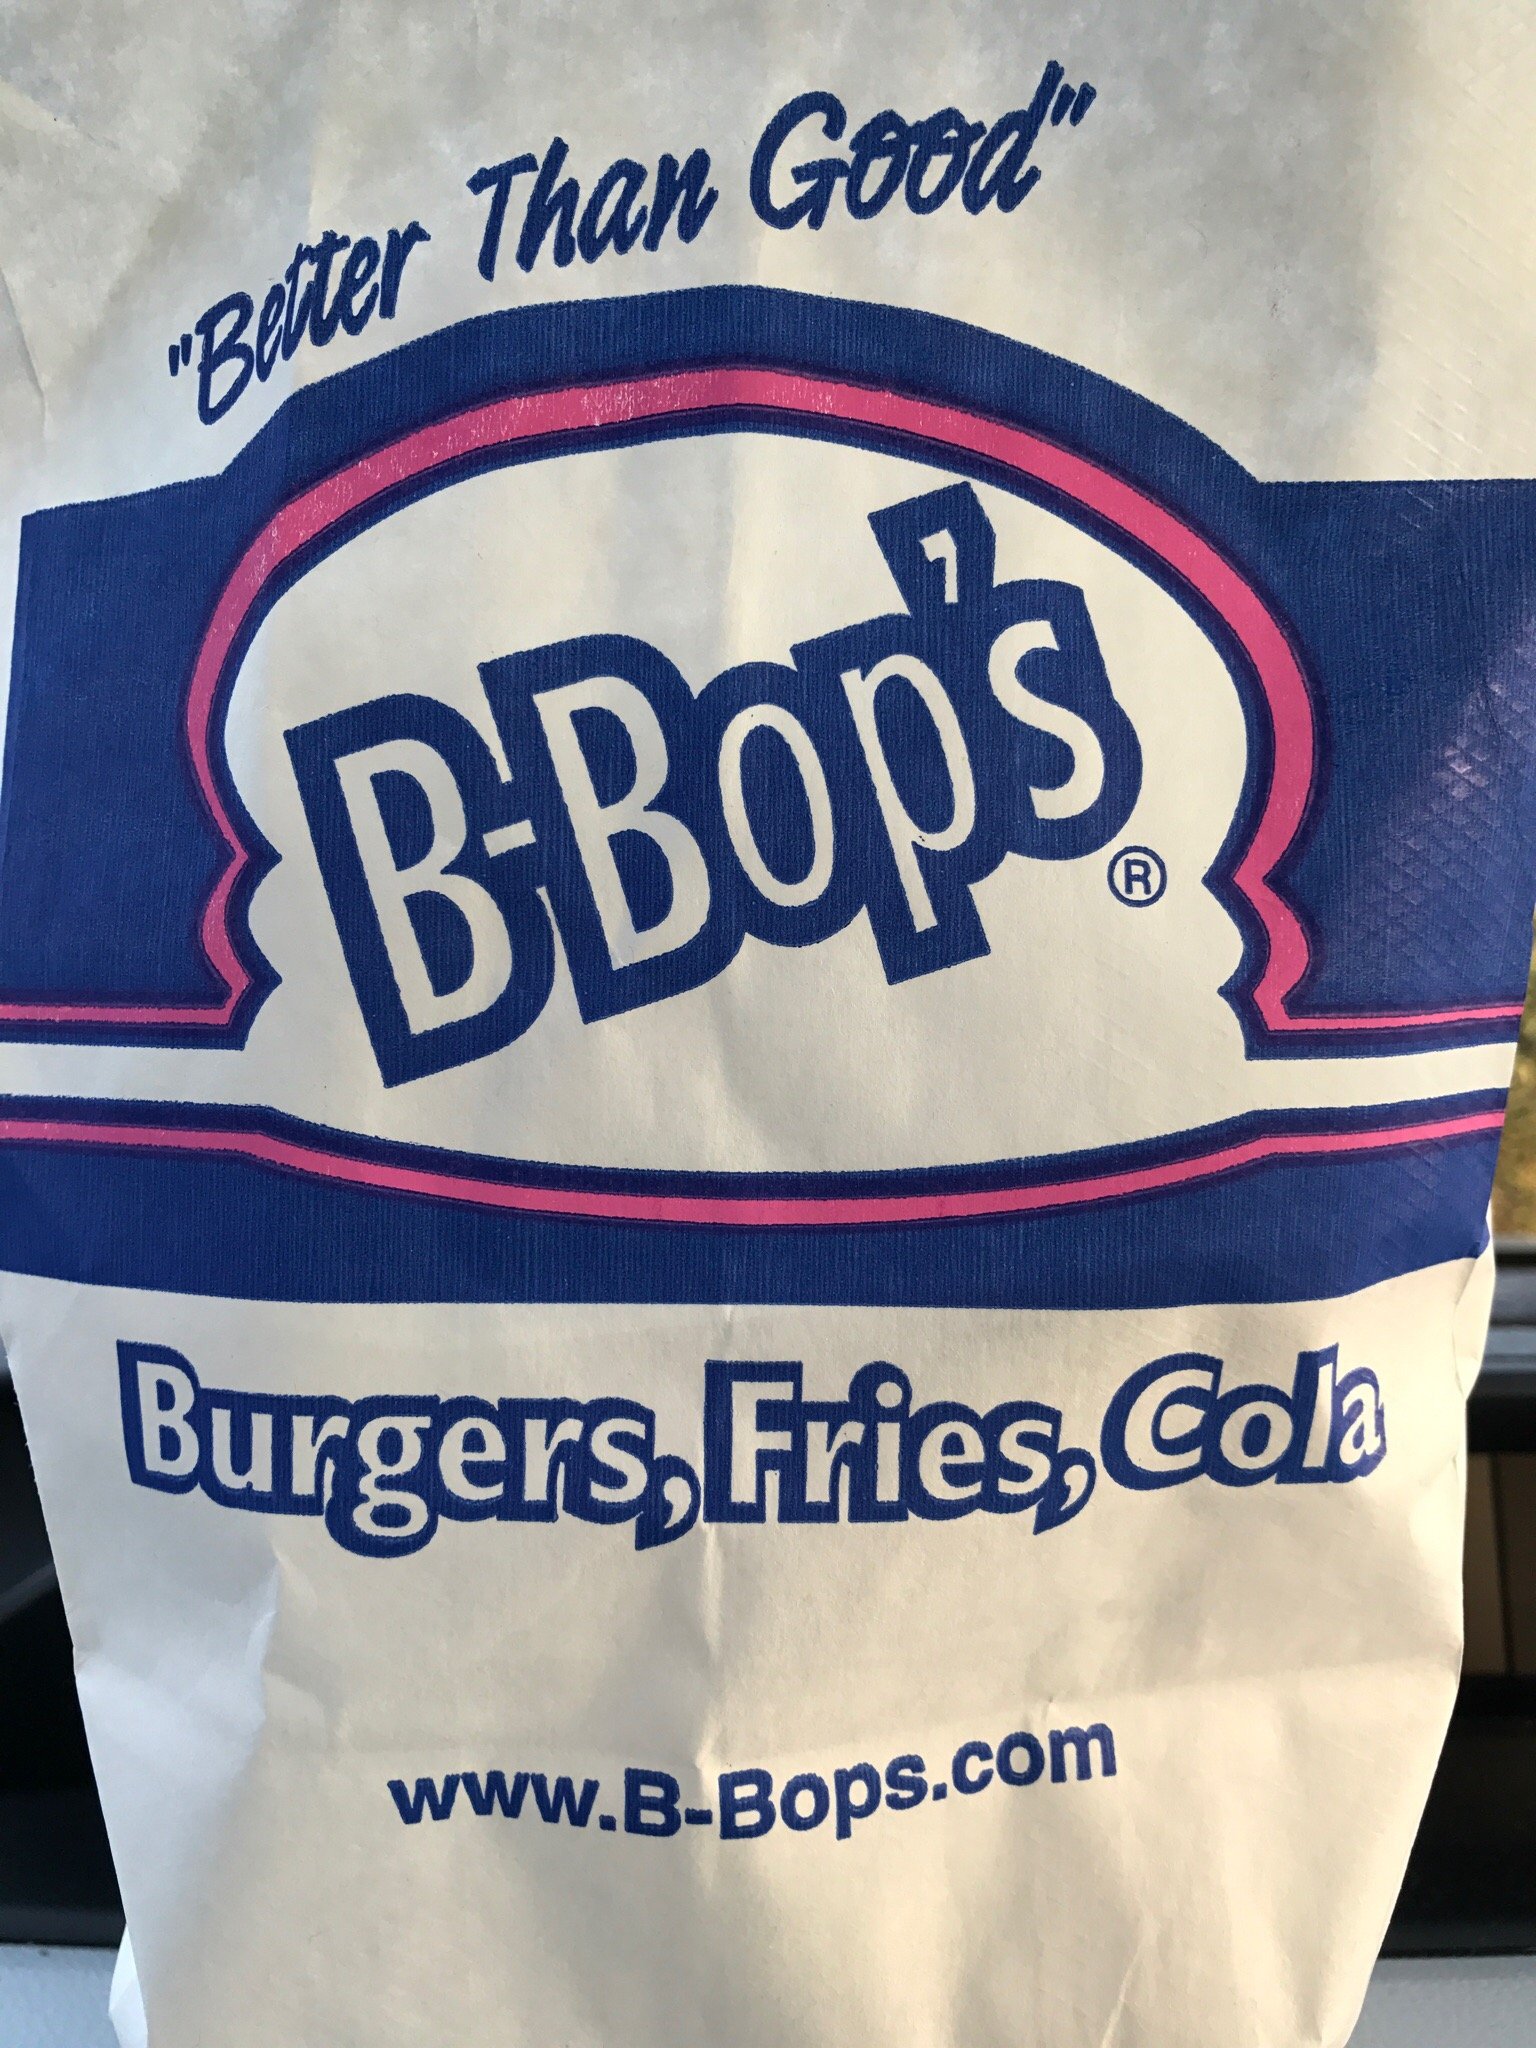 "Better Than Good"
B-Bop's ®
Burgers, Fries, Cola
www.B-Bops.com